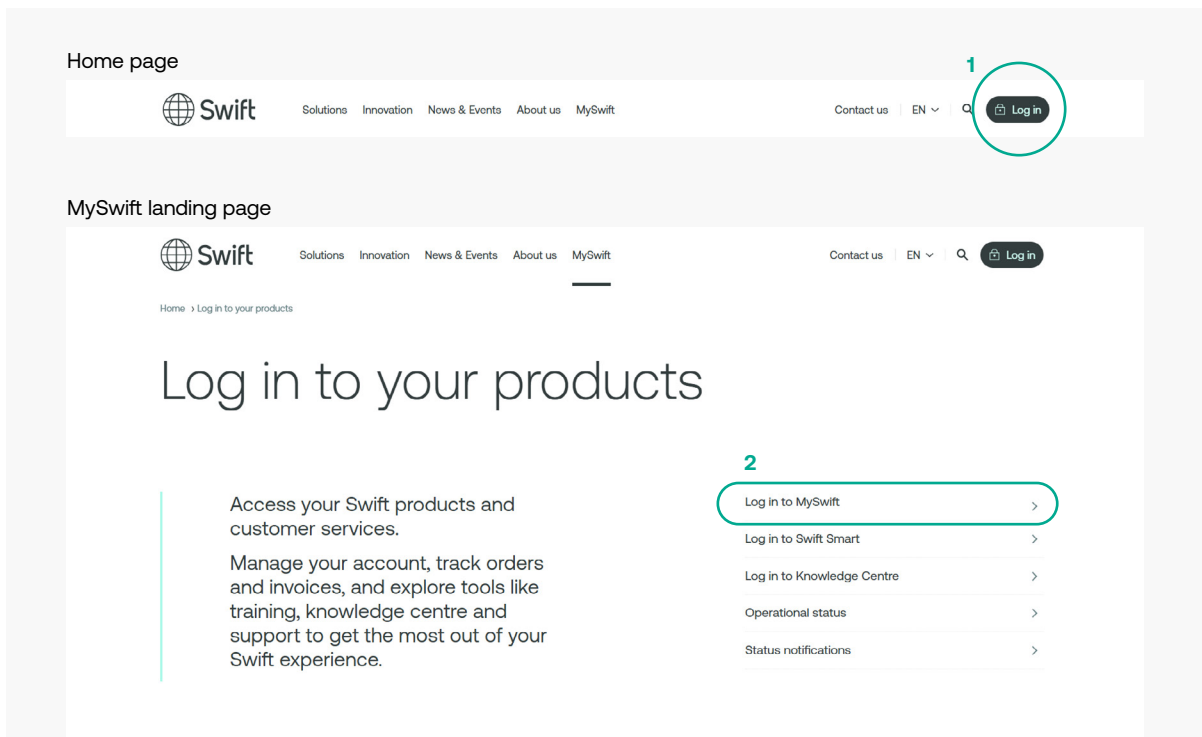 Home page
1
Swift
Solutions Innovation News & Events About us MySwift Contact us EN Log in
MySwift landing page
Swift
Solutions Innovation News & Events About us MySwift Contact us EN Log in
Home › Log in to your products
Log in to your products
2
Access your Swift products and
customer services.
Manage your account, track orders
and invoices, and explore tools like
training, knowledge centre and
support to get the most out of your
Swift experience.
Log in to MySwift
Log in to Swift Smart
Log in to Knowledge Centre
Operational status
Status notifications